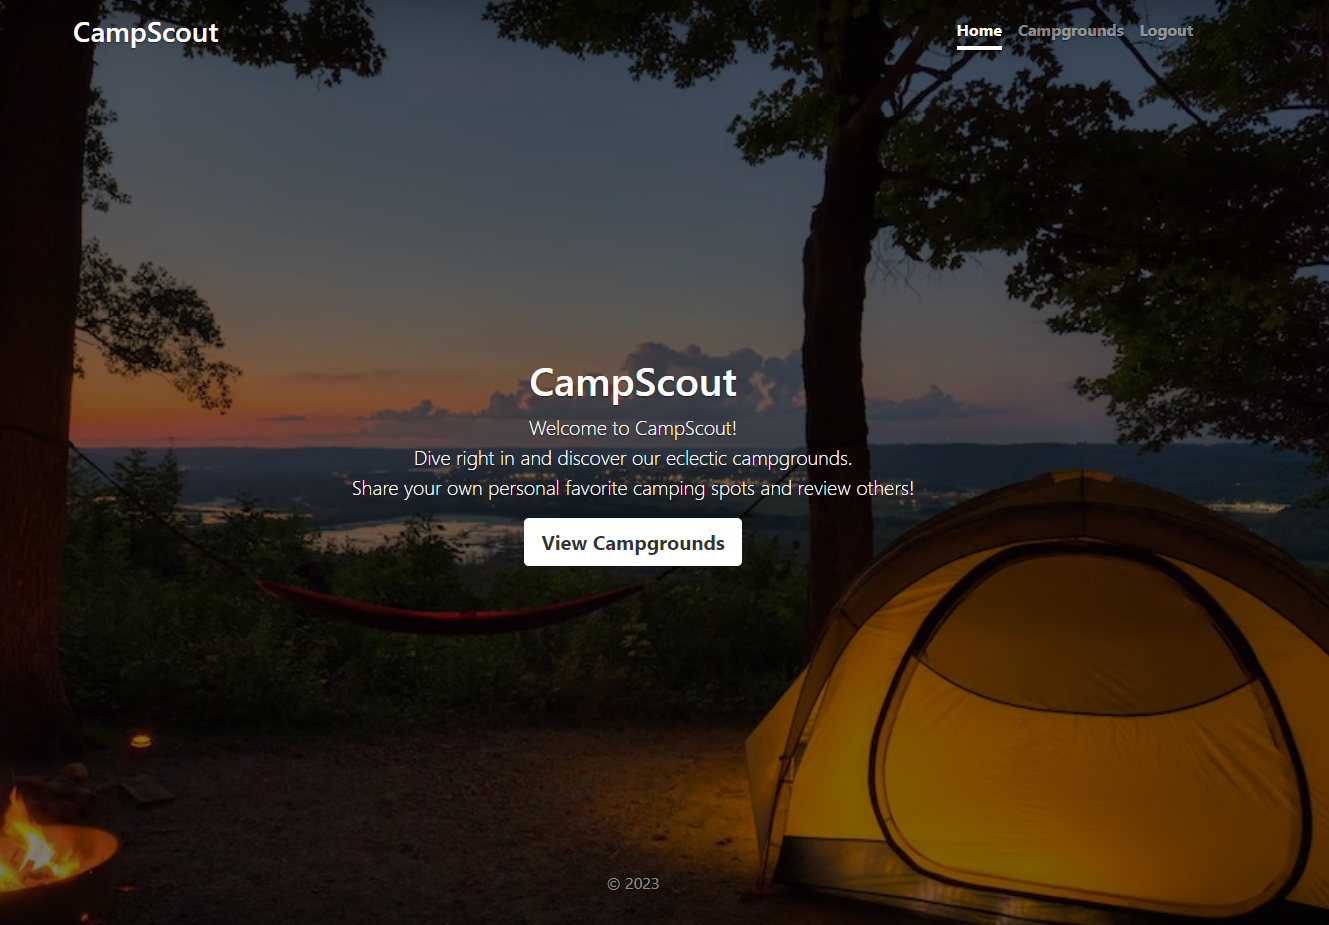 CampScout
Home Campgrounds Logout
CampScout
Welcome to CampScout!
Dive right in and discover our eclectic campgrounds.
Share your own personal favorite camping spots and review others!
View Campgrounds
© 2023